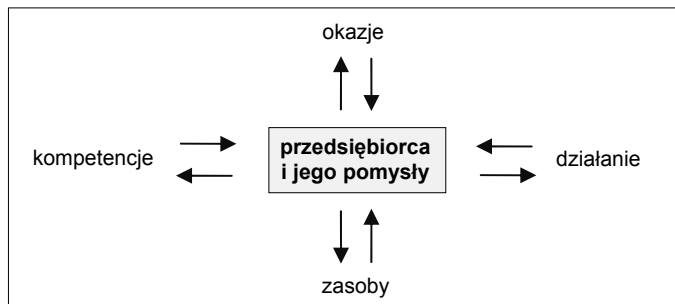 okazje
kompetencje
przedsiębiorca
i jego pomysły
działanie
zasoby